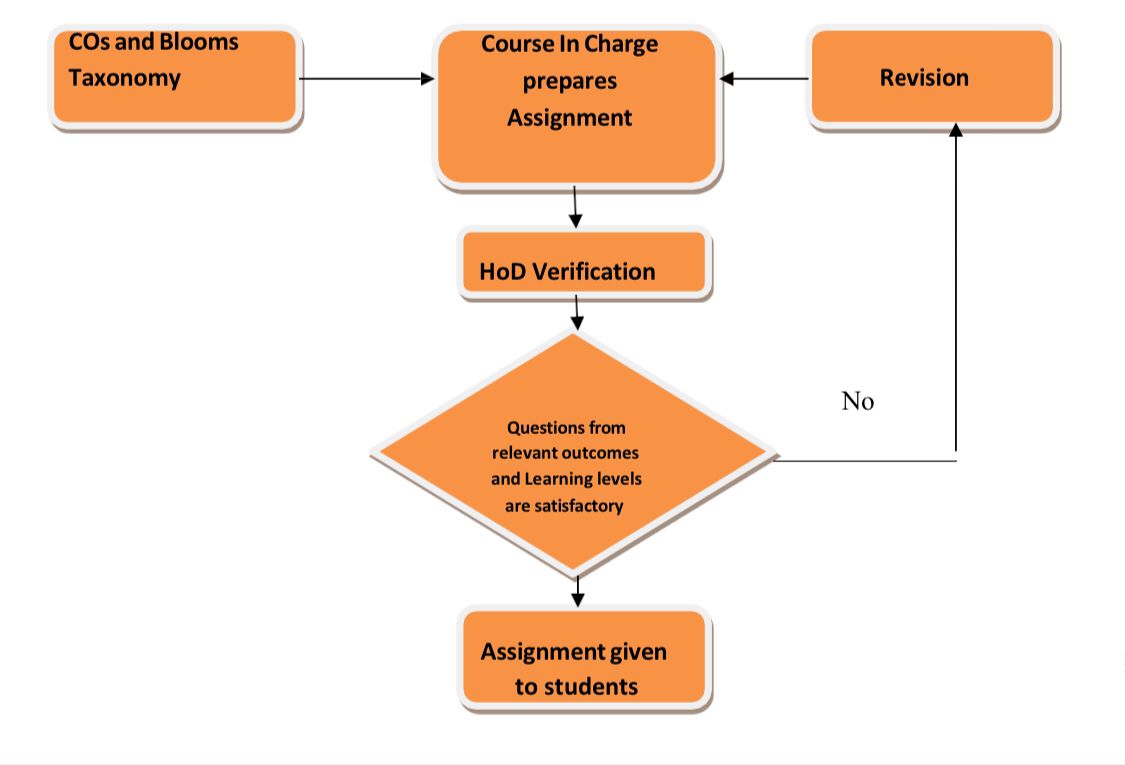 COs and Blooms
Taxonomy
Course In Charge
prepares
Assignment
Revision
HoD Verification
No
Questions from
relevant outcomes
and Learning levels
are satisfactory
Assignment given
to students